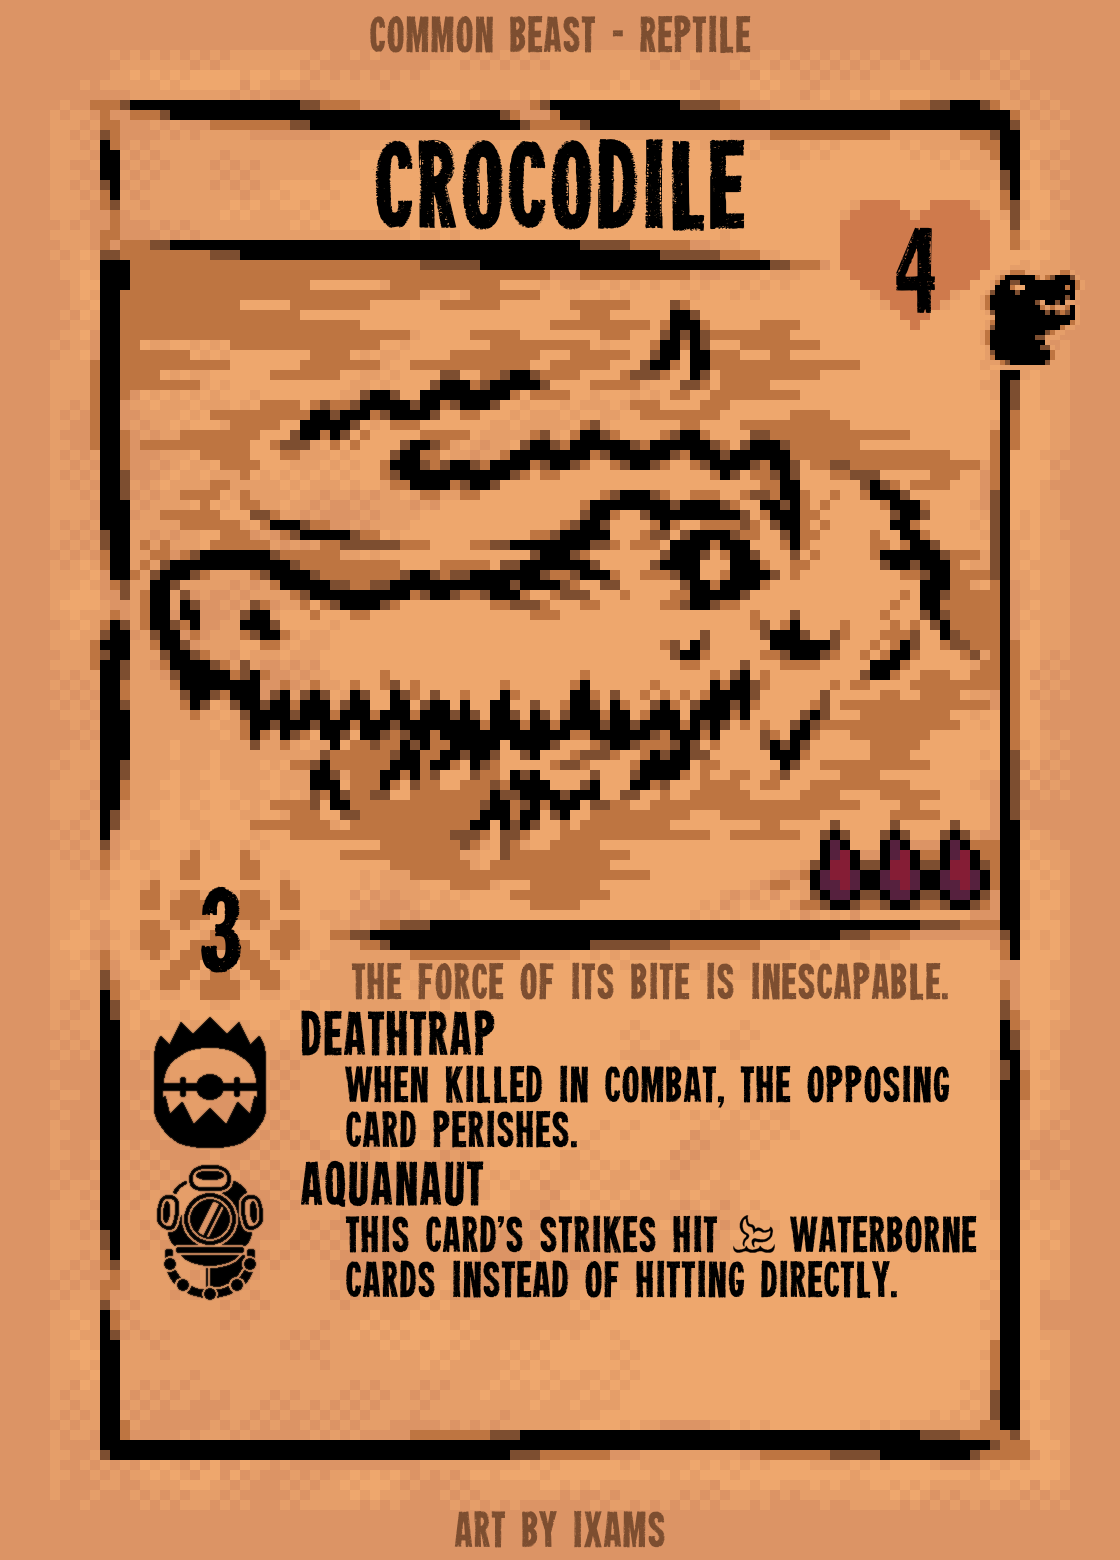 COMMON BEAST - REPTILE
CROCODILE
4
3
THE FORCE OF ITS BITE IS INESCAPABLE.
DEATHTRAP
WHEN KILLED IN COMBAT, THE OPPOSING
CARD PERISHES.
AQUANAUT
THIS CARD'S STRIKES HIT WATERBORNE
CARDS INSTEAD OF HITTING DIRECTLY.
ART BY IXAMS